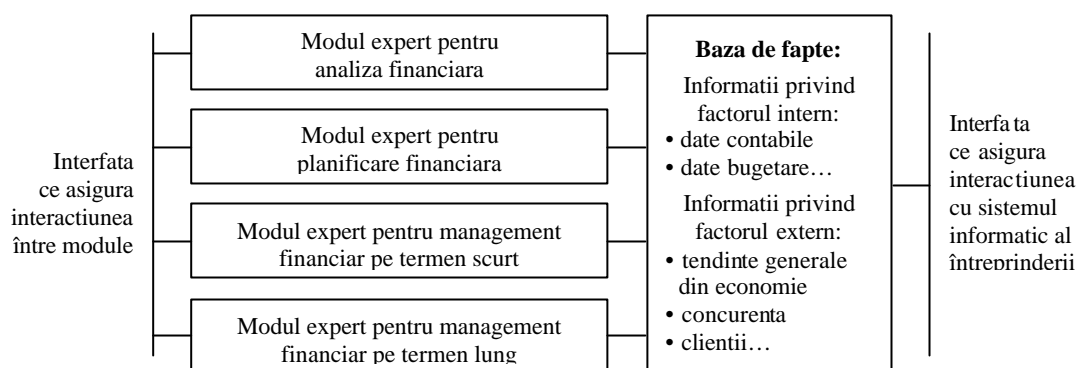 Interfata
ce asigura
interactiunea
între module
Modul expert pentru
analiza financiara
Modul expert pentru
planificare financiara
Modul expert pentru management
financiar pe termen scurt
Modul expert pentru management
financiar pe termen lung
Baza de fapte:
Informatii privind
factorul intern:
• date contabile
• date bugetare…
Informatii privind
factorul extern:
• tendinte generale
din economie
• concurenta
• clientii…
Interfata
ce asigura
interactiunea
cu sistemul
informatic al
întreprinderii